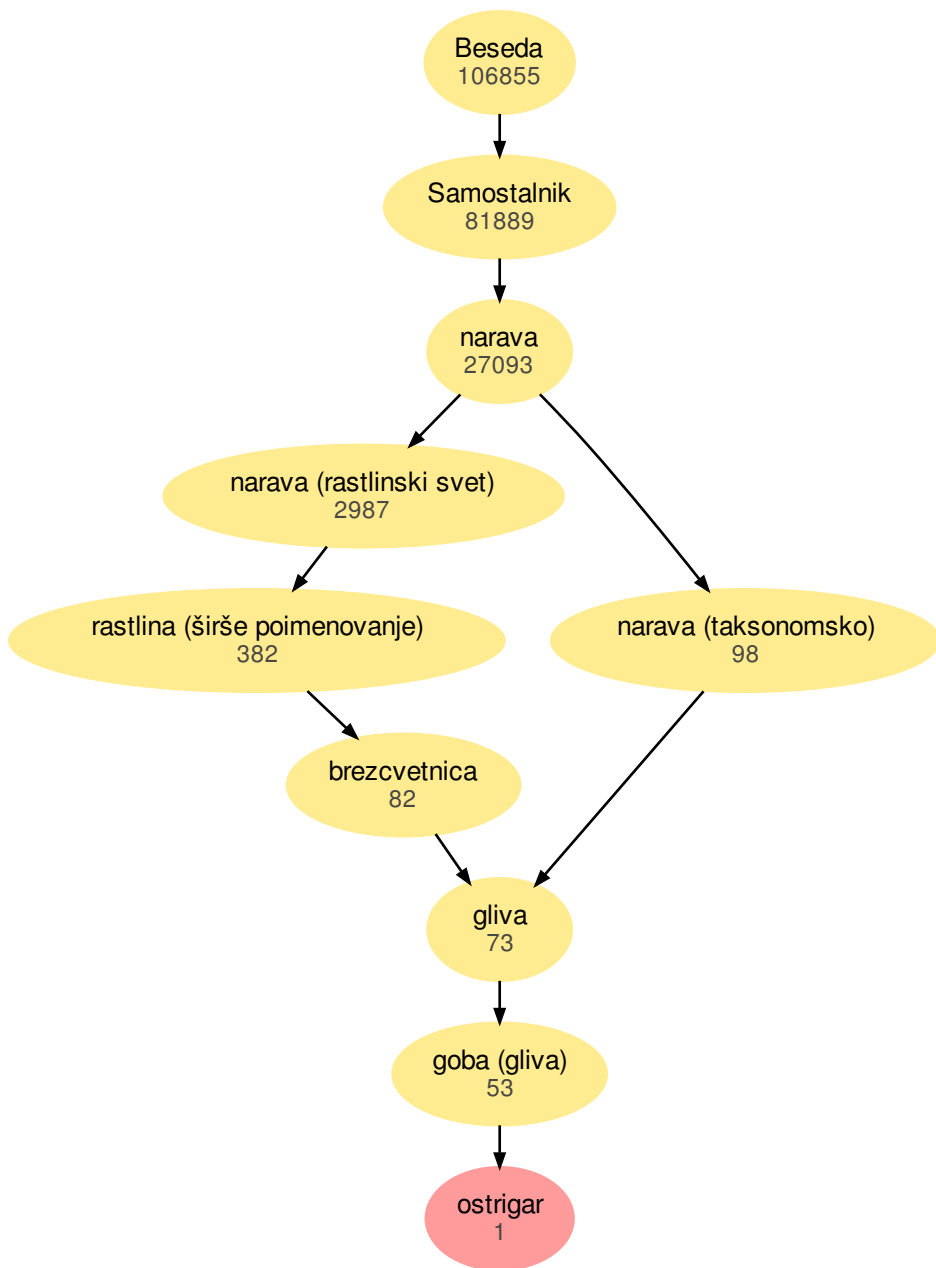 Beseda
106855
Samostalnik
81889
narava
27093
narava (rastlinski svet)
2987
rastlina (širše poimenovanje)
382
narava (taksonomsko)
98
brezcvetnica
82
gliva
73
goba (gliva)
53
ostrigar
1